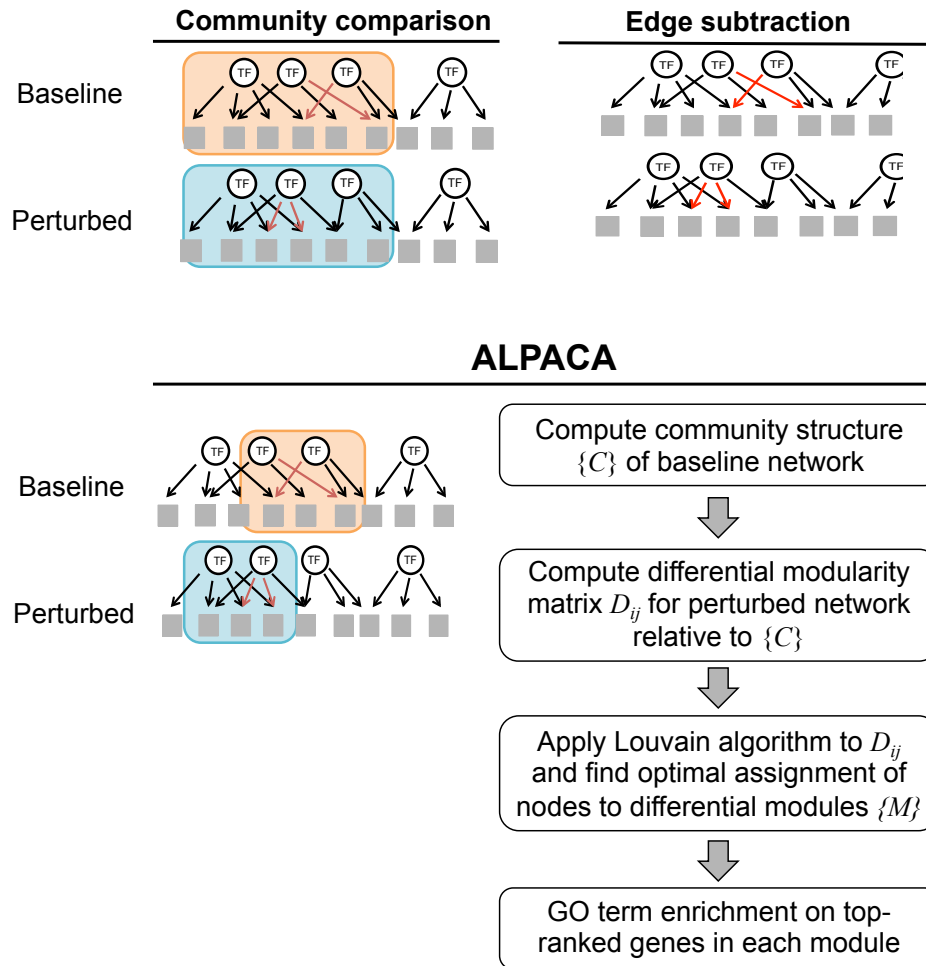 Community comparison
Edge subtraction
Baseline
TF TF TF TF
TF TF TF TF
Perturbed
TF TF TF TF
TF TF TF TF
ALPACA
Baseline
TF TF TF TF
Perturbed
TF TF TF TF
Compute community structure
{C} of baseline network
Compute differential modularity
matrix D_ij for perturbed network
relative to {C}
Apply Louvain algorithm to D_ij
and find optimal assignment of
nodes to differential modules {M}
GO term enrichment on top-
ranked genes in each module